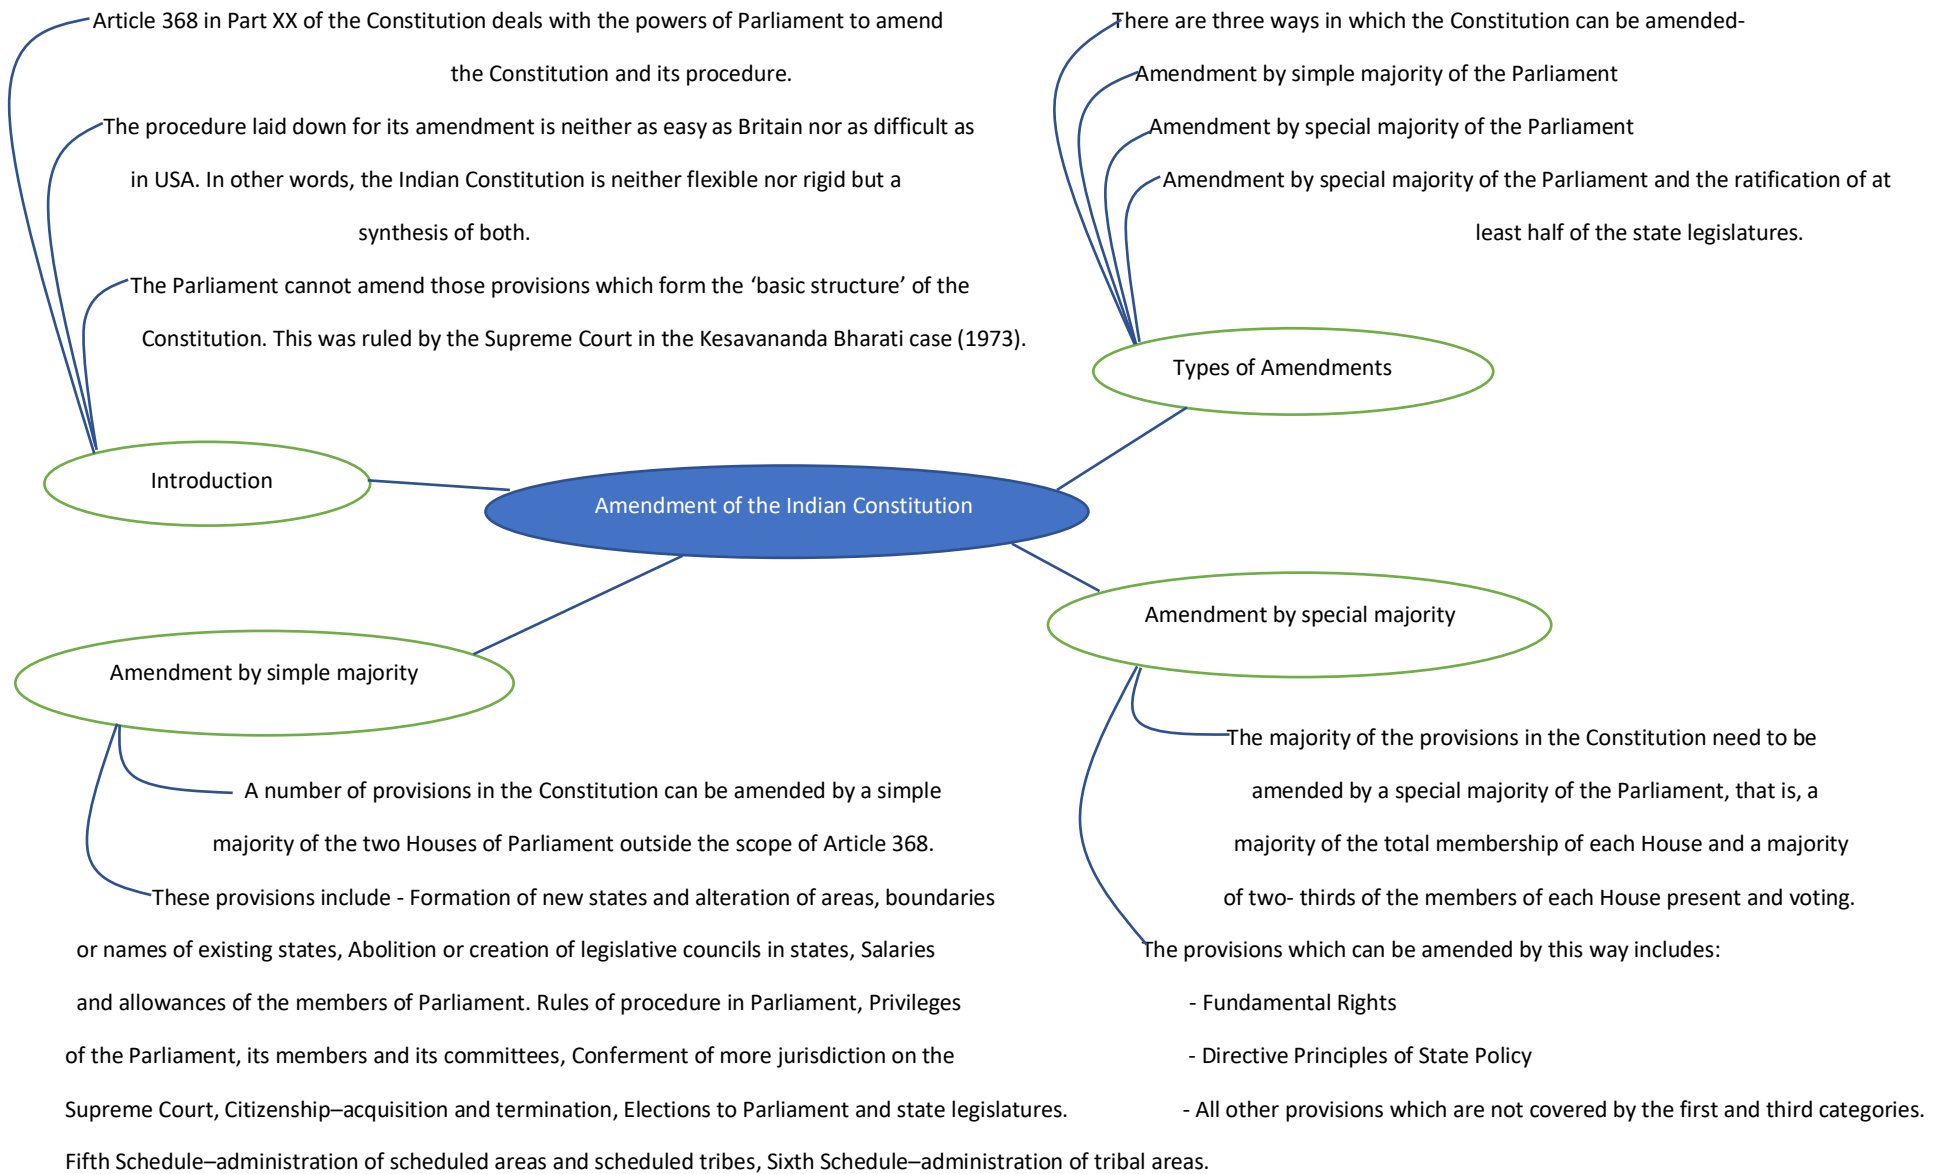 Article 368 in Part XX of the Constitution deals with the powers of Parliament to amend
the Constitution and its procedure.
The procedure laid down for its amendment is neither as easy as Britain nor as difficult as
in USA. In other words, the Indian Constitution is neither flexible nor rigid but a
synthesis of both.
The Parliament cannot amend those provisions which form the ‘basic structure’ of the
Constitution. This was ruled by the Supreme Court in the Kesavananda Bharati case (1973).
Introduction
There are three ways in which the Constitution can be amended-
Amendment by simple majority of the Parliament
Amendment by special majority of the Parliament
Amendment by special majority of the Parliament and the ratification of at
least half of the state legislatures.
Types of Amendments
Amendment of the Indian Constitution
Amendment by simple majority
A number of provisions in the Constitution can be amended by a simple
majority of the two Houses of Parliament outside the scope of Article 368.
These provisions include - Formation of new states and alteration of areas, boundaries
or names of existing states, Abolition or creation of legislative councils in states, Salaries
and allowances of the members of Parliament. Rules of procedure in Parliament, Privileges
of the Parliament, its members and its committees, Conferment of more jurisdiction on the
Supreme Court, Citizenship–acquisition and termination, Elections to Parliament and state legislatures.
Fifth Schedule–administration of scheduled areas and scheduled tribes, Sixth Schedule–administration of tribal areas.
Amendment by special majority
The majority of the provisions in the Constitution need to be
amended by a special majority of the Parliament, that is, a
majority of the total membership of each House and a majority
of two- thirds of the members of each House present and voting.
The provisions which can be amended by this way includes:
- Fundamental Rights
- Directive Principles of State Policy
- All other provisions which are not covered by the first and third categories.